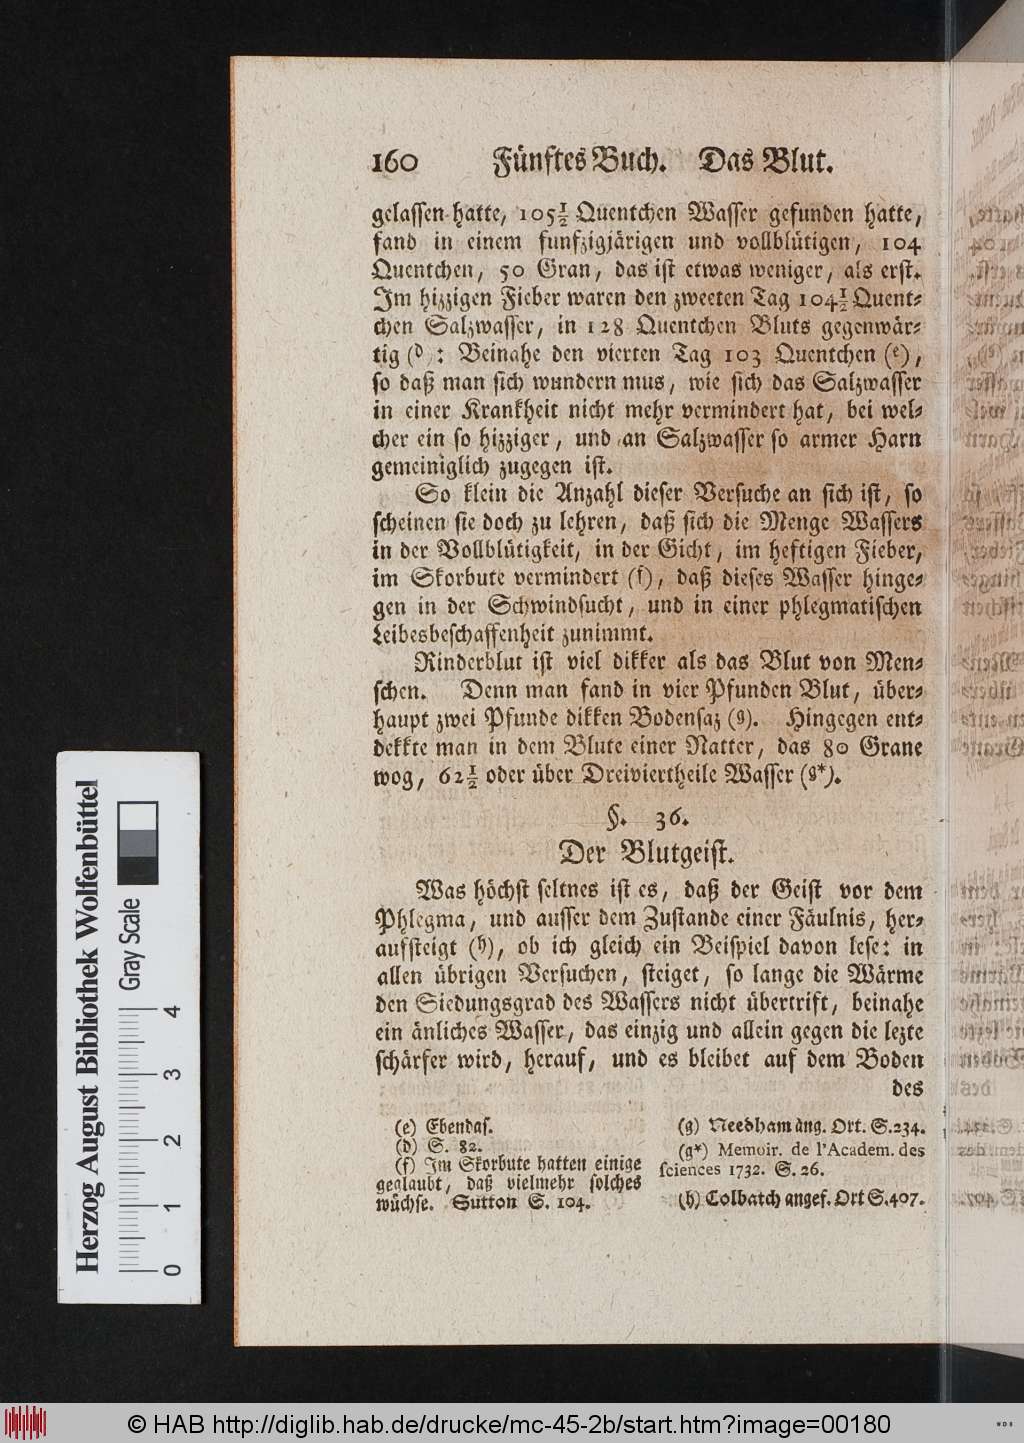 160 Fünftes Buch. Das Blut.
gelassen hatte, 105½ Quentchen Wasser gefunden hatte,
fand in einem funfzigjärigen und vollblütigen, 104
Quentchen, 50 Gran, das ist etwas weniger, als erst.
Im hizzigen Fieber waren den zweeten Tag 104½ Quent-
chen Salzwasser, in 128 Quentchen Bluts gegenwär-
tig (d): Beinahe den vierten Tag 103 Quentchen (e),
so daß man sich wundern mus, wie sich das Salzwasser
in einer Krankheit nicht mehr vermindert hat, bei wel-
cher ein so hizziger, und an Salzwasser so armer Harn
gemeiniglich zugegen ist.
So klein die Anzahl dieser Versuche an sich ist, so
scheinen sie doch zu lehren, daß sich die Menge Wassers
in der Vollblütigkeit, in der Gicht, im heftigen Fieber,
im Skorbute vermindert (f), daß dieses Wasser hinge-
gen in der Schwindsucht, und in einer phlegmatischen
Leibesbeschaffenheit zunimmt.
Rinderblut ist viel dikker als das Blut von Men-
schen. Denn man fand in vier Pfunden Blut, über-
haupt zwei Pfunde dikken Bodensaz (g). Hingegen ent-
dekkte man in dem Blute einer Natter, das 80 Grane
wog, 62½ oder über Dreiviertheile Wasser (g*).
§. 36.
Der Blutgeist.
Was höchst seltnes ist es, daß der Geist vor dem
Phlegma, und ausser dem Zustande einer Fäulnis, her-
aufsteigt (h), ob ich gleich ein Beispiel davon lese: in
allen übrigen Versuchen, steiget, so lange die Wärme
den Siedungsgrad des Wassers nicht übertrift, beinahe
ein änliches Wasser, das einzig und allein gegen die lezte
schärfer wird, herauf, und es bleibet auf dem Boden
des
(e) Ebendas.
(d) S. 82.
(f) Im Skorbute hatten einige
gealaubt, daß vielmehr solches
wüchse. Sutton S. 104.
(g) Needham ang. Ort. S. 234.
(g*) Memoir. de l'Academ. des
sciences 1732. S. 26.
(h) Colbatch angef. Ort S. 407.
Herzog August Bibliothek Wolfenbüttel
Gray Scale
0 1 2 3 4
© HAB http://diglib.hab.de/drucke/mc-45-2b/start.htm?image=00180